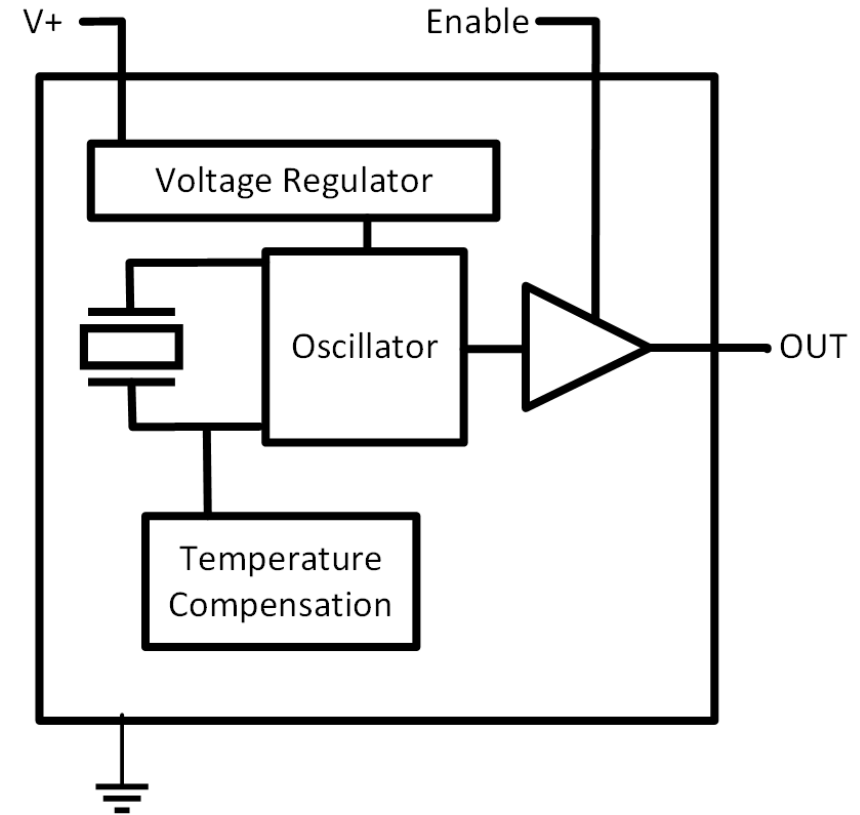 V+
Enable
Voltage Regulator
Oscillator
OUT
Temperature
Compensation